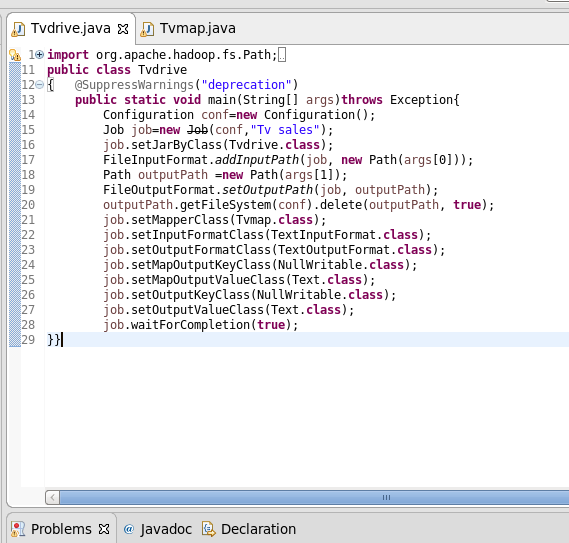 Tvdrive.java Tvmap.java
1 import org.apache.hadoop.fs.Path;
11 public class Tvdrive
12 { @SuppressWarnings("deprecation")
13 public static void main(String[] args)throws Exception{
14 Configuration conf=new Configuration();
15 Job job=new Job(conf,"Tv sales");
16 job.setJarByClass(Tvdrive.class);
17 FileInputFormat.addInputPath(job, new Path(args[0]));
18 Path outputPath =new Path(args[1]);
19 FileOutputFormat.setOutputPath(job, outputPath);
20 outputPath.getFileSystem(conf).delete(outputPath, true);
21 job.setMapperClass(Tvmap.class);
22 job.setInputFormatClass(TextInputFormat.class);
23 job.setOutputFormatClass(TextOutputFormat.class);
24 job.setMapOutputKeyClass(NullWritable.class);
25 job.setMapOutputValueClass(Text.class);
26 job.setOutputKeyClass(NullWritable.class);
27 job.setOutputValueClass(Text.class);
28 job.waitForCompletion(true);
29 }}
Problems @ Javadoc Declaration